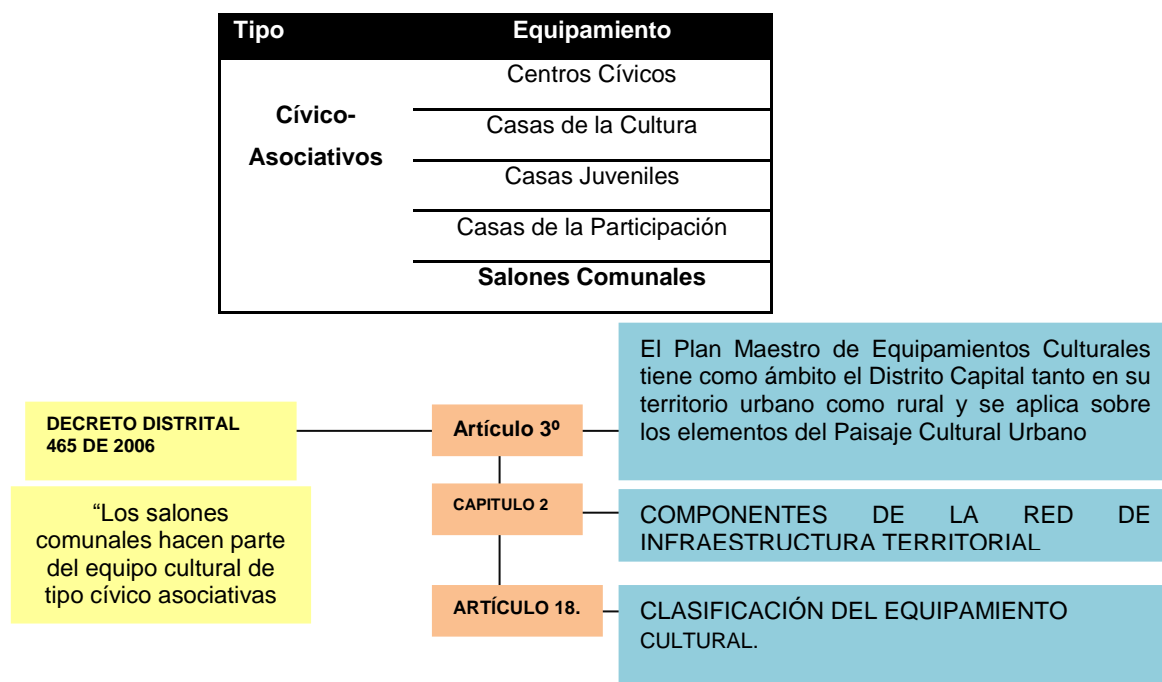 Tipo Equipamiento
Centros Cívicos
Cívico-
Asociativos
Casas de la Cultura
Casas Juveniles
Casas de la Participación
Salones Comunales
El Plan Maestro de Equipamientos Culturales
tiene como ámbito el Distrito Capital tanto en su
territorio urbano como rural y se aplica sobre
los elementos del Paisaje Cultural Urbano
DECRETO DISTRITAL
465 DE 2006
Artículo 3º
“Los salones
comunales hacen parte
del equipo cultural de
tipo cívico asociativas
CAPITULO 2
COMPONENTES DE LA RED DE
INFRAESTRUCTURA TERRITORIAL
ARTÍCULO 18.
CLASIFICACIÓN DEL EQUIPAMIENTO
CULTURAL.